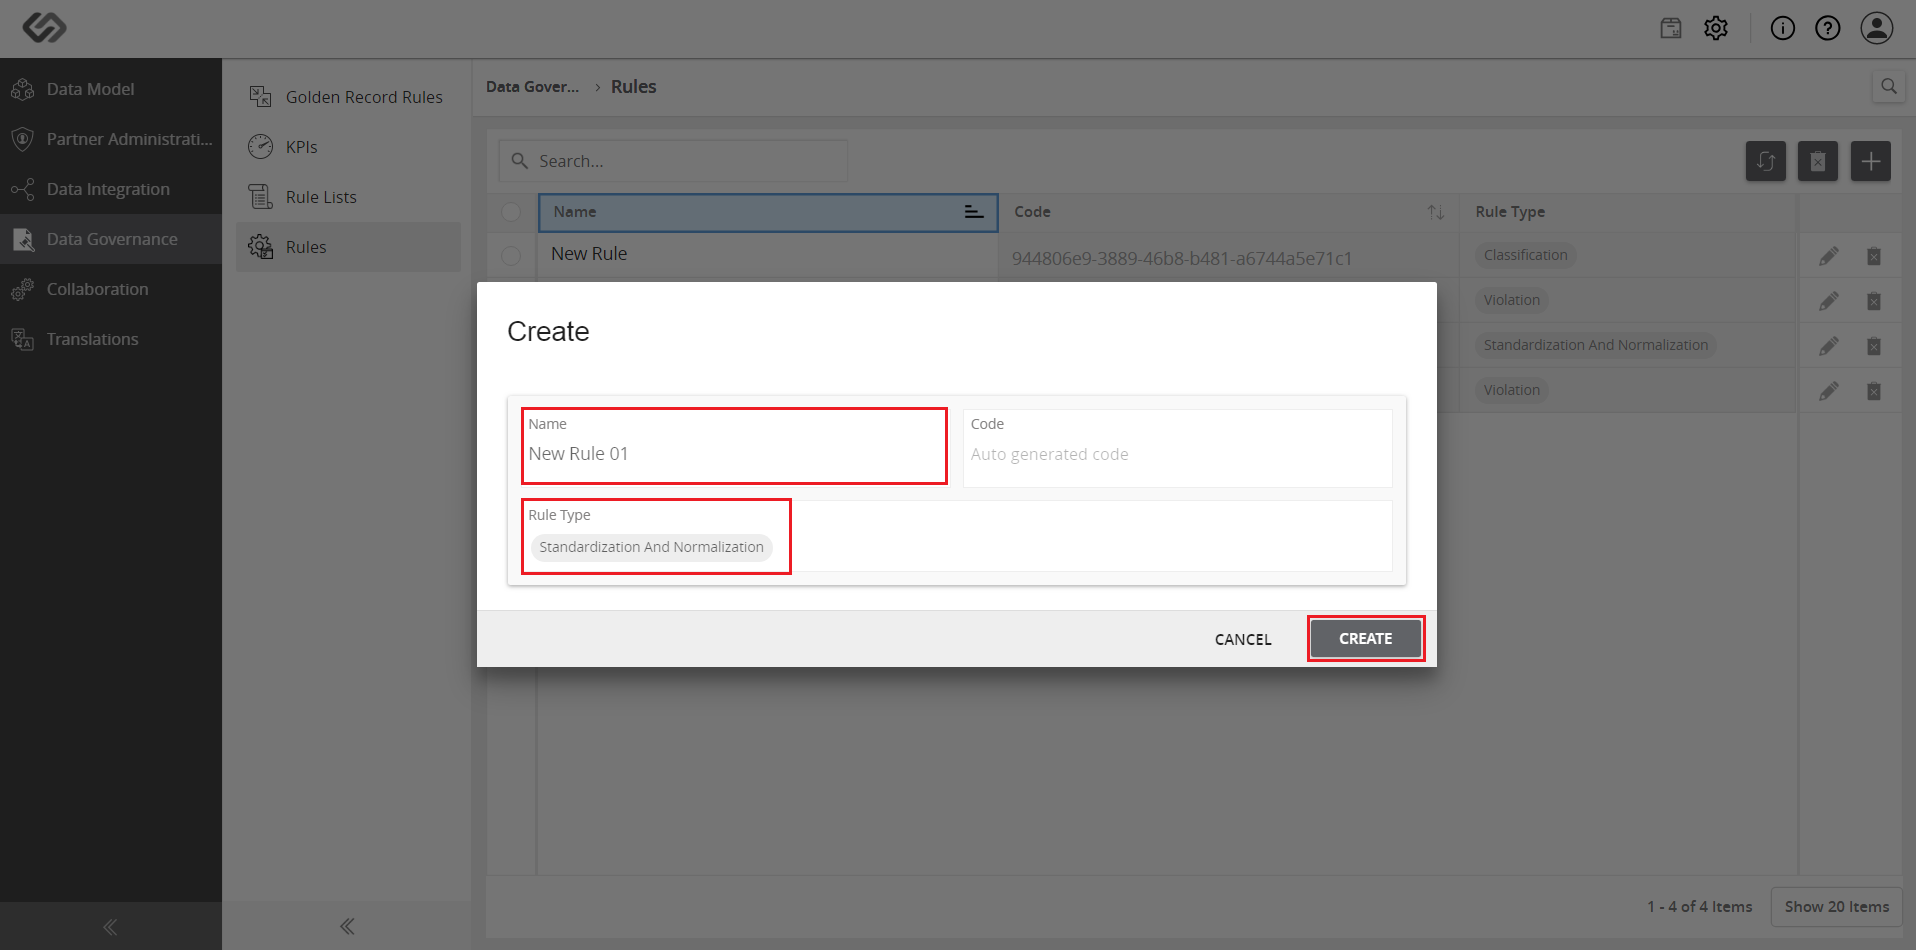 Data Model
Partner Administrati...
Data Integration
Data Governance
Collaboration
Translations
Golden Record Rules
KPIs
Rule Lists
Rules
Data Gover... › Rules
Search...
Name Code Rule Type
New Rule 944806e9-3889-46b8-b481-a6744a5e71c1 Classification
Violation
Standardization And Normalization
Violation
Create
Name
New Rule 01
Code
Auto generated code
Rule Type
Standardization And Normalization
CANCEL CREATE
1 - 4 of 4 Items Show 20 Items